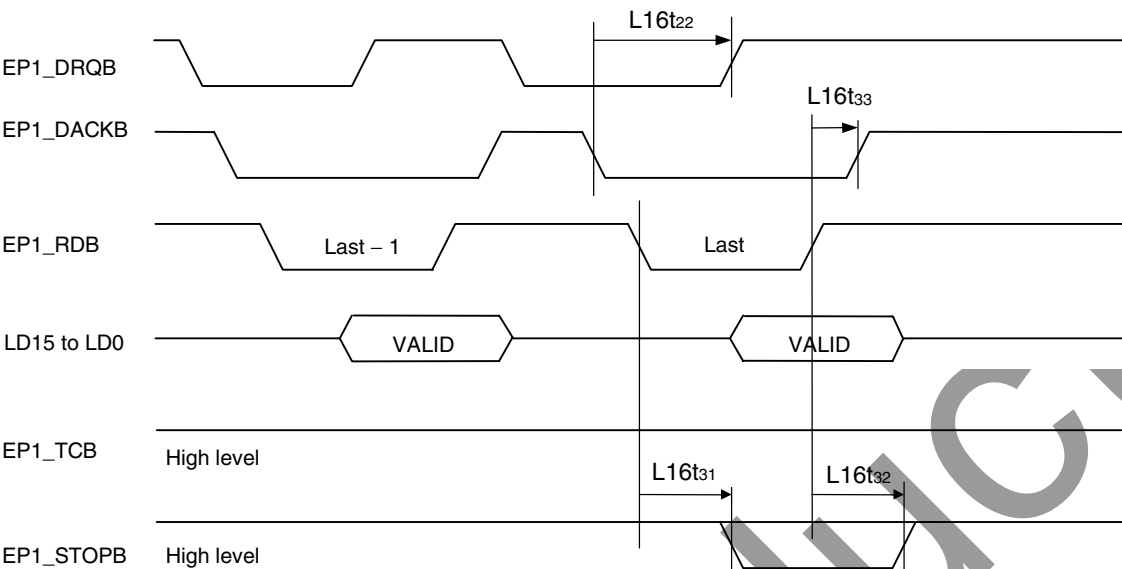 L16t22
EP1_DRQB
L16t33
EP1_DACKB
EP1_RDB
Last – 1
Last
LD15 to LD0
VALID
VALID
EP1_TCB
High level
L16t31
L16t32
EP1_STOPB
High level